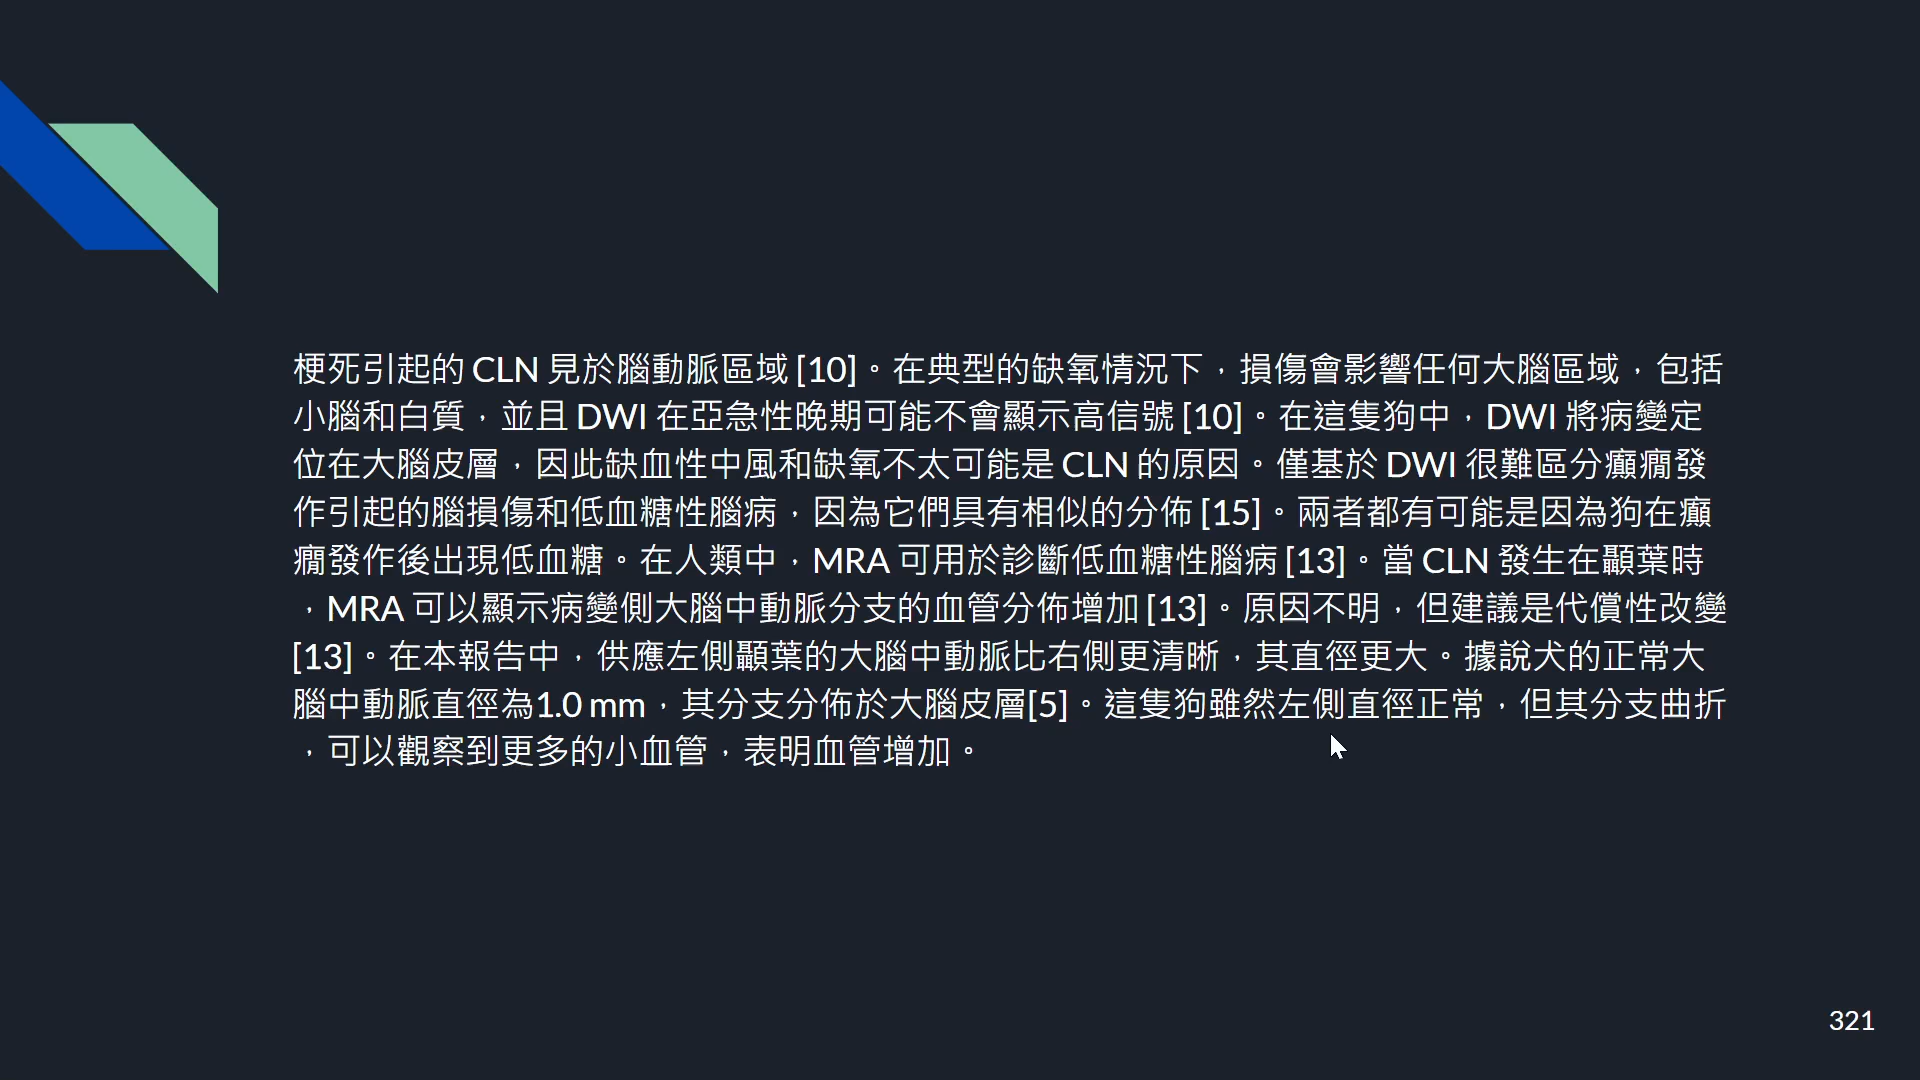 梗死引起的 CLN 見於腦動脈區域 [10]。在典型的缺氧情況下，損傷會影響任何大腦區域，包括
小腦和白質，並且 DWI 在亞急性晚期可能不會顯示高信號 [10]。在這隻狗中，DWI 將病變定
位在大腦皮層，因此缺血性中風和缺氧不太可能是 CLN 的原因。僅基於 DWI 很難區分癲癇發
作引起的腦損傷和低血糖性腦病，因為它們具有相似的分佈 [15]。兩者都有可能是因為狗在癲
癇發作後出現低血糖。在人類中，MRA 可用於診斷低血糖性腦病 [13]。當 CLN 發生在顳葉時
，MRA 可以顯示病變側大腦中動脈分支的血管分佈增加 [13]。原因不明，但建議是代償性改變
[13]。在本報告中，供應左側顳葉的大腦中動脈比右側更清晰，其直徑更大。據說犬的正常大
腦中動脈直徑為1.0 mm，其分支分佈於大腦皮層[5]。這隻狗雖然左側直徑正常，但其分支曲折
，可以觀察到更多的小血管，表明血管增加。
321